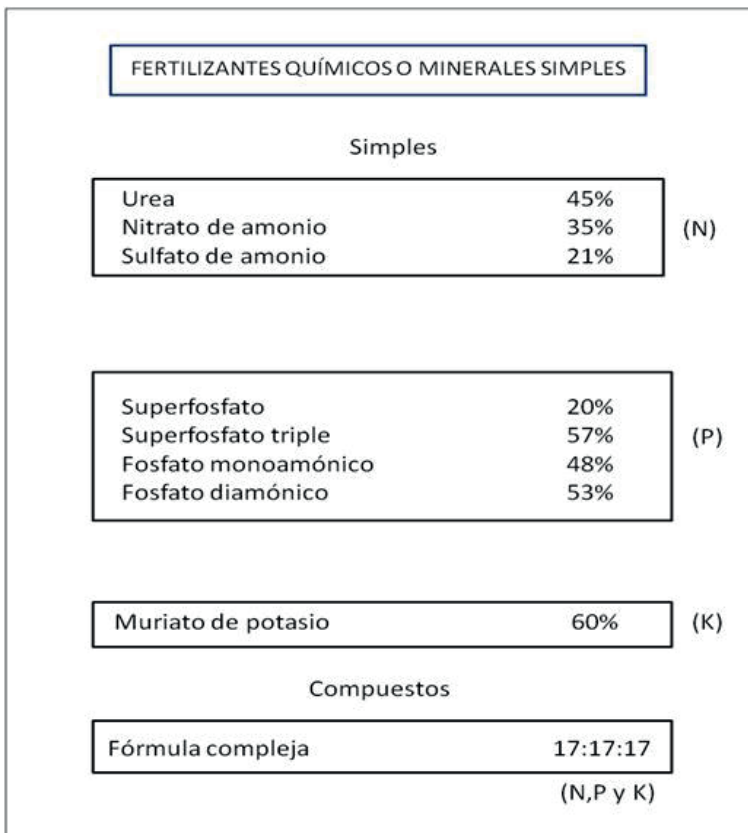 FERTILIZANTES QUÍMICOS O MINERALES SIMPLES
Simples
Urea 45%
Nitrato de amonio 35% (N)
Sulfato de amonio 21%
Superfosfato 20%
Superfosfato triple 57% (P)
Fosfato monoamónico 48%
Fosfato diamónico 53%
Muriato de potasio 60% (K)
Compuestos
Fórmula compleja 17:17:17
(N,P y K)